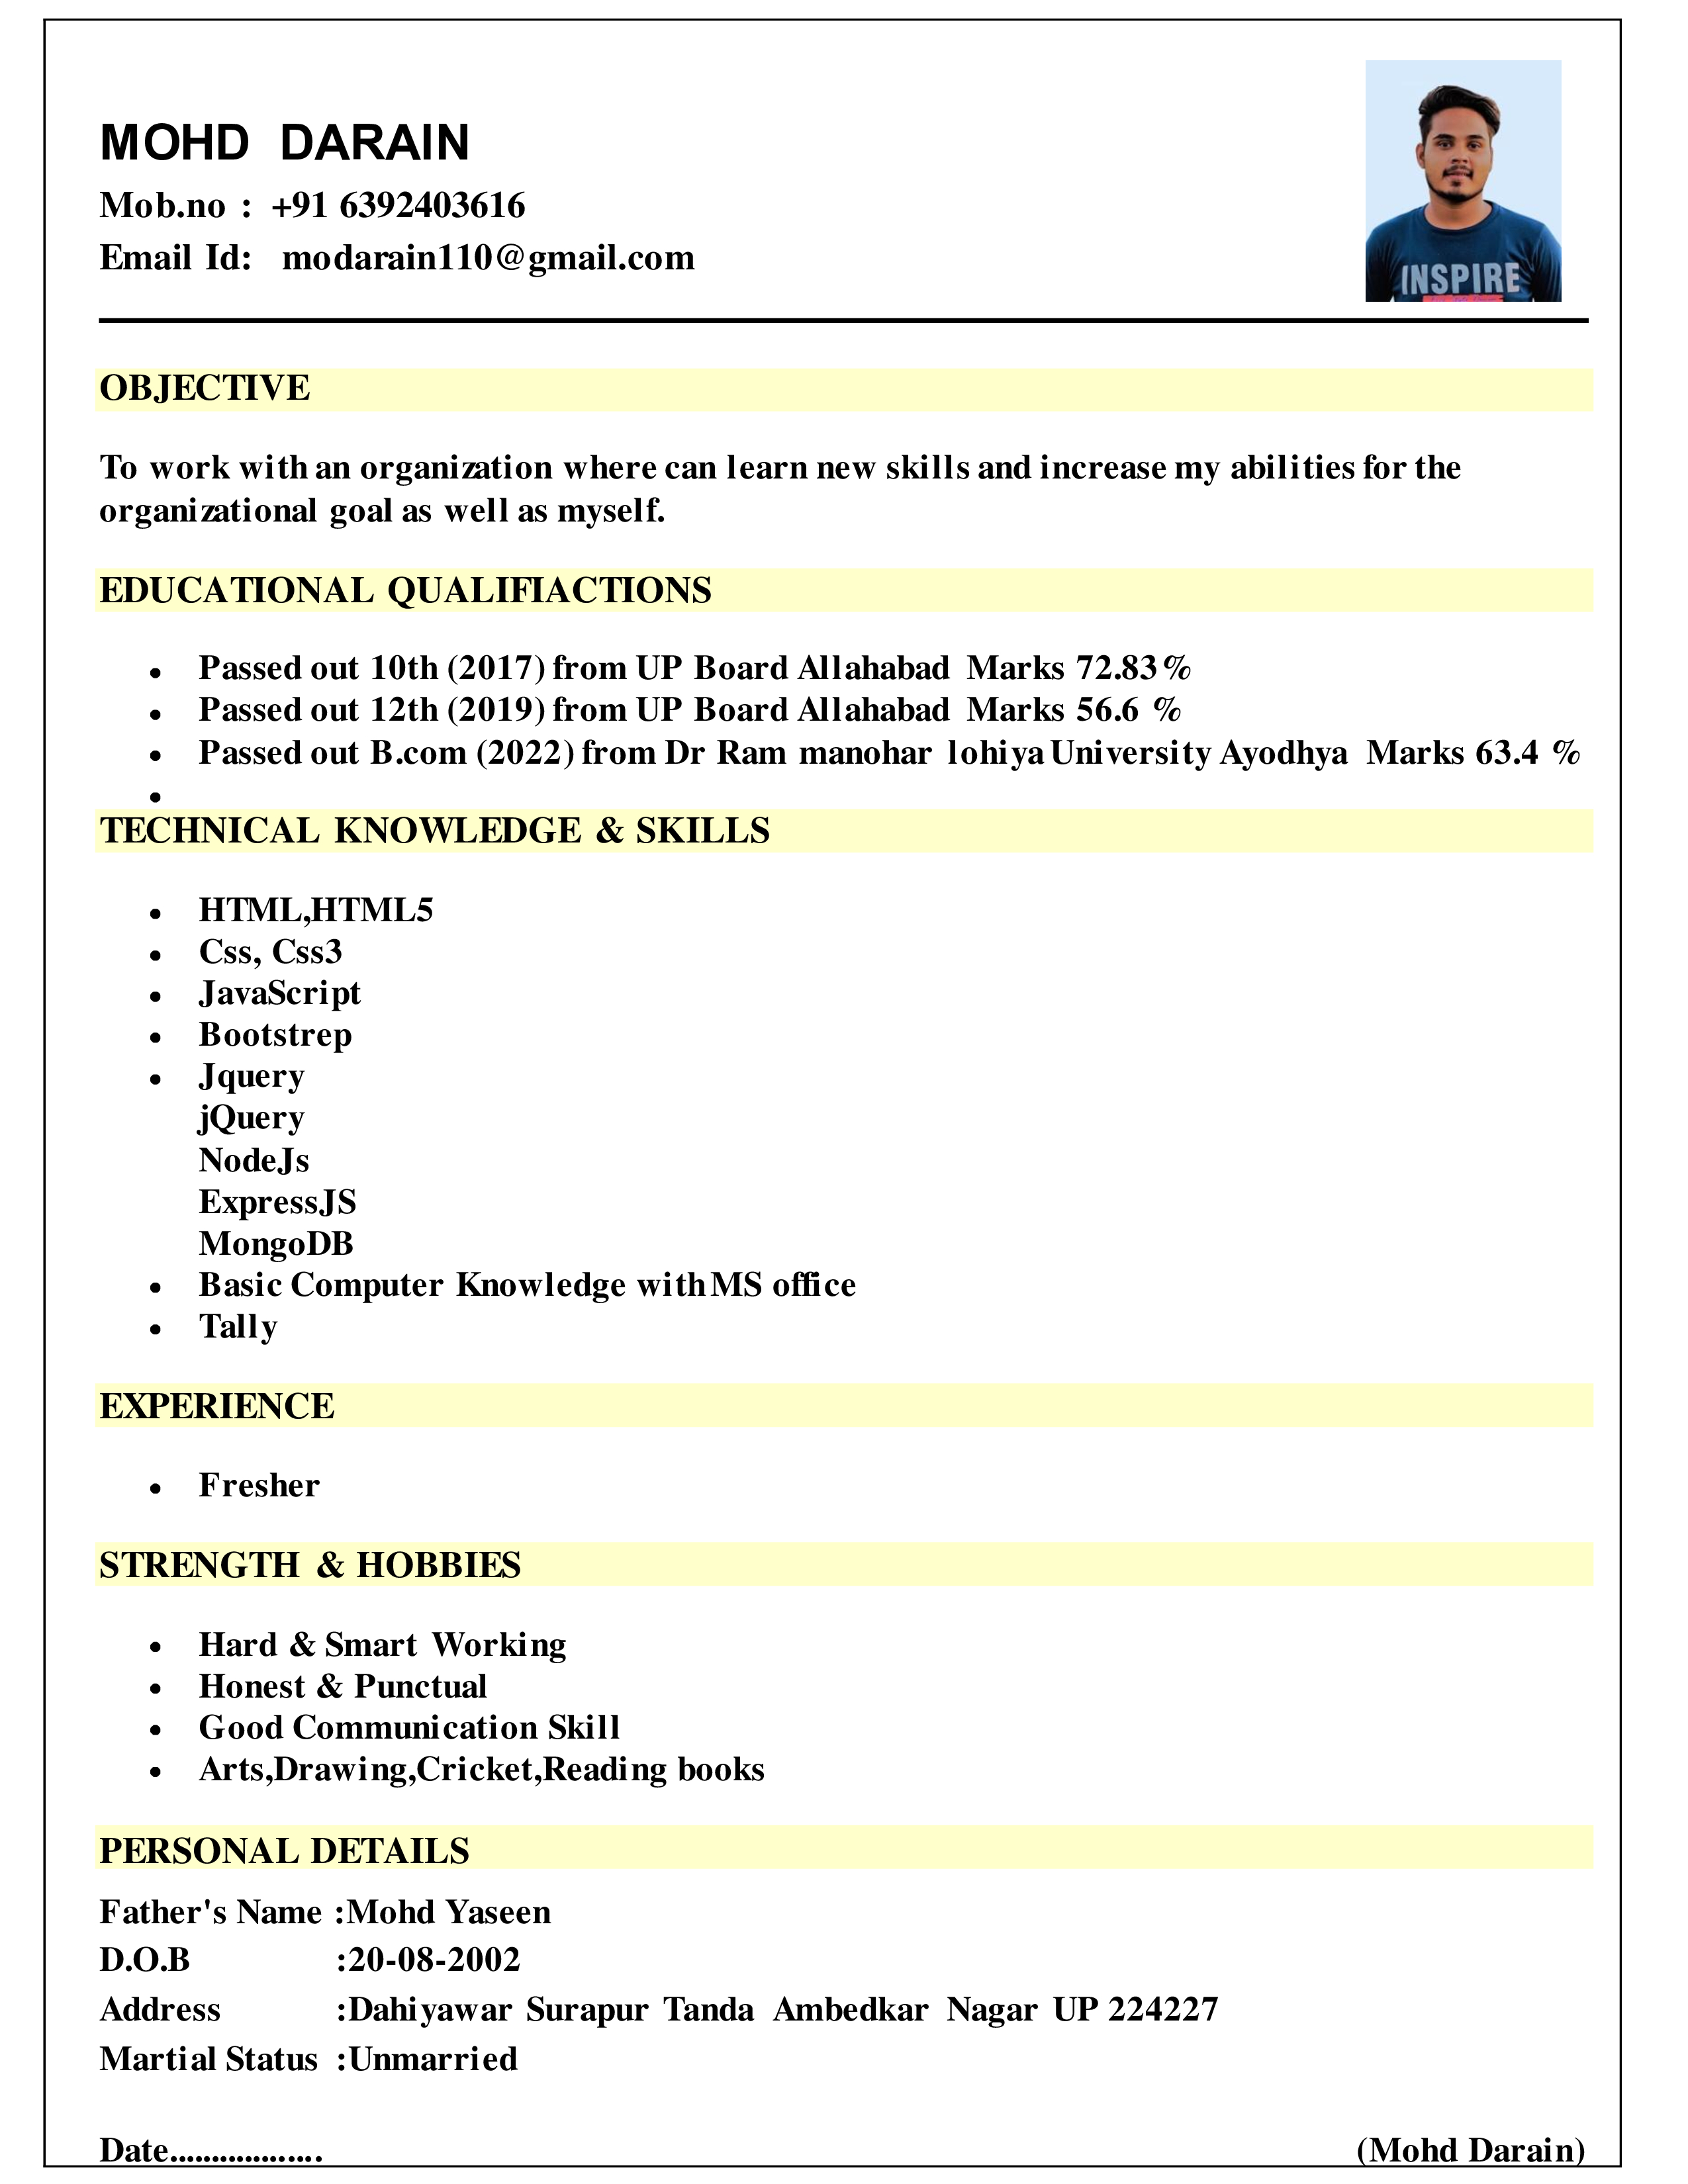 MOHD DARAIN
Mob.no : +91 6392403616
Email Id: modarain110@gmail.com
INSPIRE
OBJECTIVE
To work with an organization where can learn new skills and increase my abilities for the
organizational goal as well as myself.
EDUCATIONAL QUALIFIACTIONS
• Passed out 10th (2017) from UP Board Allahabad Marks 72.83%
• Passed out 12th (2019) from UP Board Allahabad Marks 56.6 %
• Passed out B.com (2022) from Dr Ram manohar lohiya University Ayodhya Marks 63.4 %
•
TECHNICAL KNOWLEDGE & SKILLS
• HTML,HTML5
• Css, Css3
• JavaScript
• Bootstrep
• Jquery
jQuery
NodeJs
ExpressJS
MongoDB
• Basic Computer Knowledge with MS office
• Tally
EXPERIENCE
• Fresher
STRENGTH & HOBBIES
• Hard & Smart Working
• Honest & Punctual
• Good Communication Skill
• Arts,Drawing,Cricket,Reading books
PERSONAL DETAILS
Father's Name :Mohd Yaseen
D.O.B :20-08-2002
Address :Dahiyawar Surapur Tanda Ambedkar Nagar UP 224227
Martial Status :Unmarried
Date.................. (Mohd Darain)